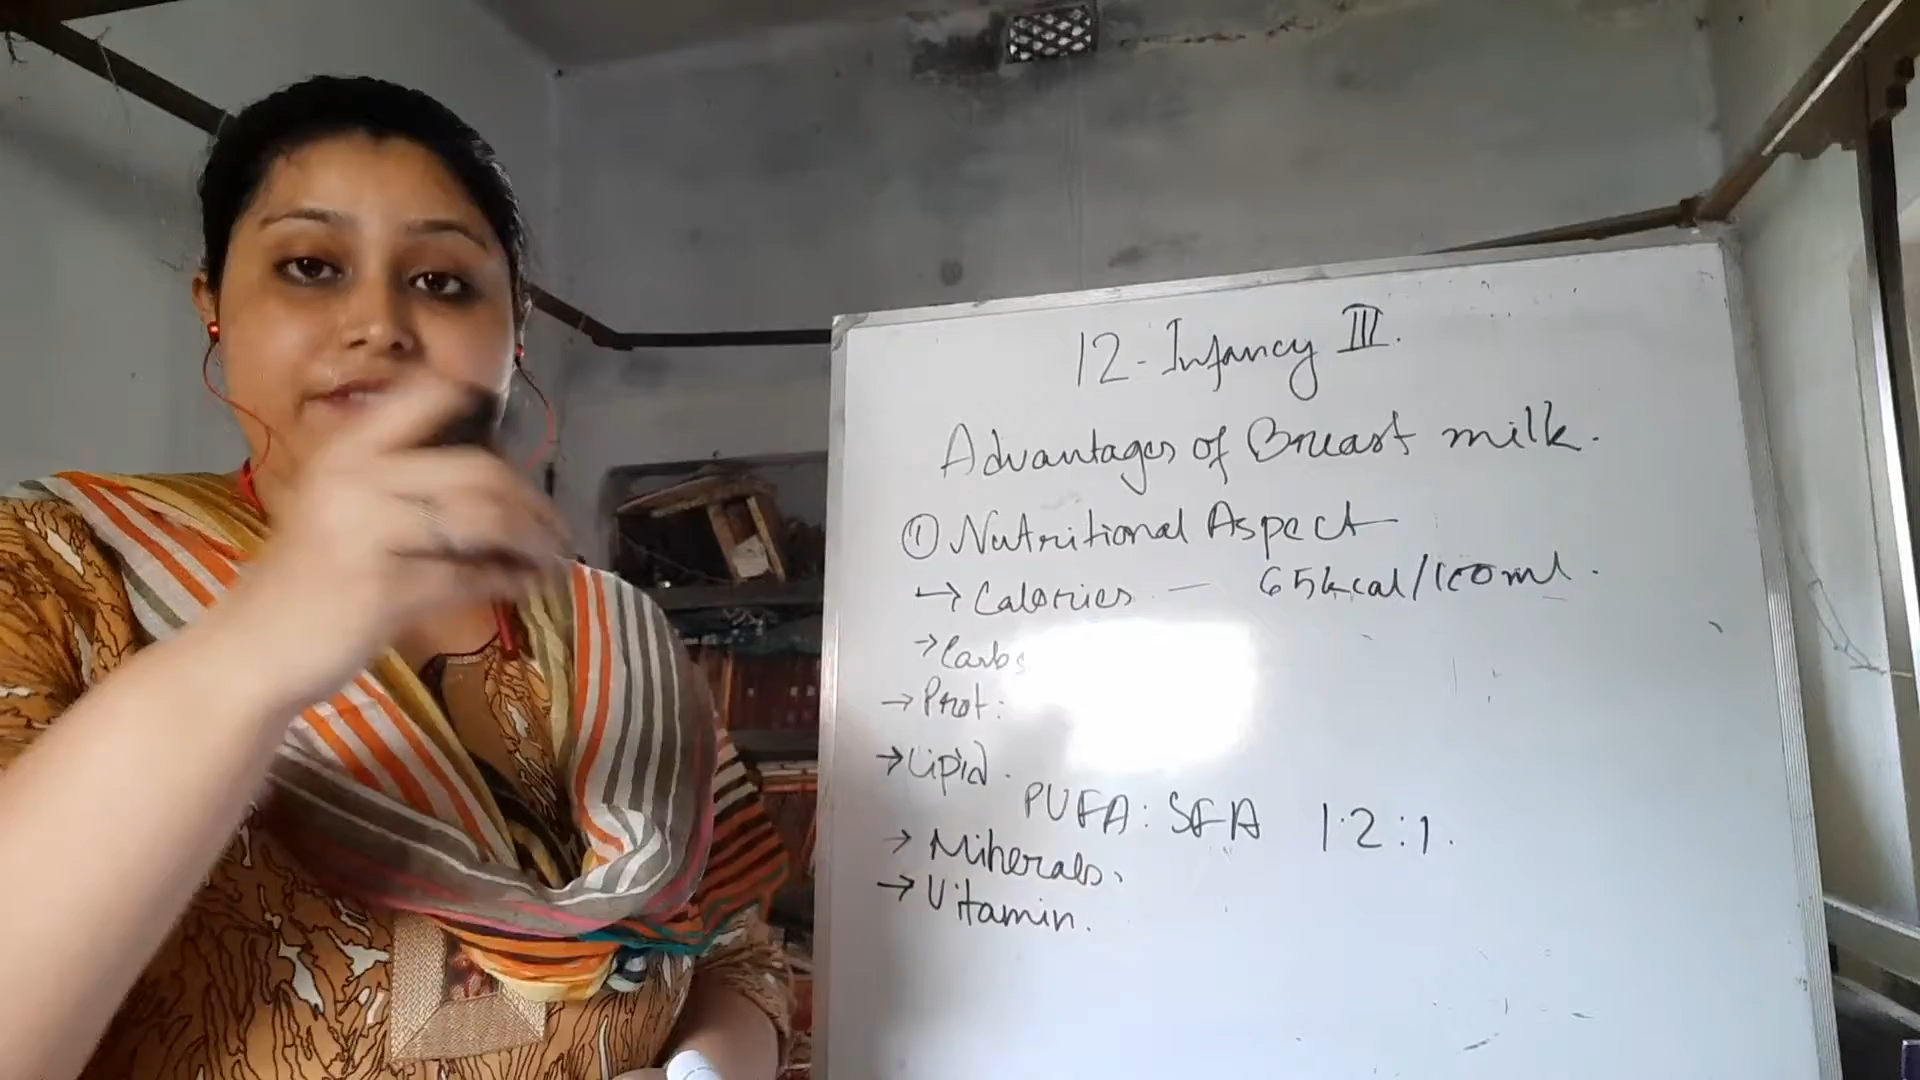 12 - Infancy III.
Advantages of Breast milk.
① Nutritional Aspect
↳ Calories — 65kcal/100ml.
→ Carbs
→ Prot:
→ Lipid.
PUFA: SFA 1.2:1.
→ Minerals.
→ Vitamin.